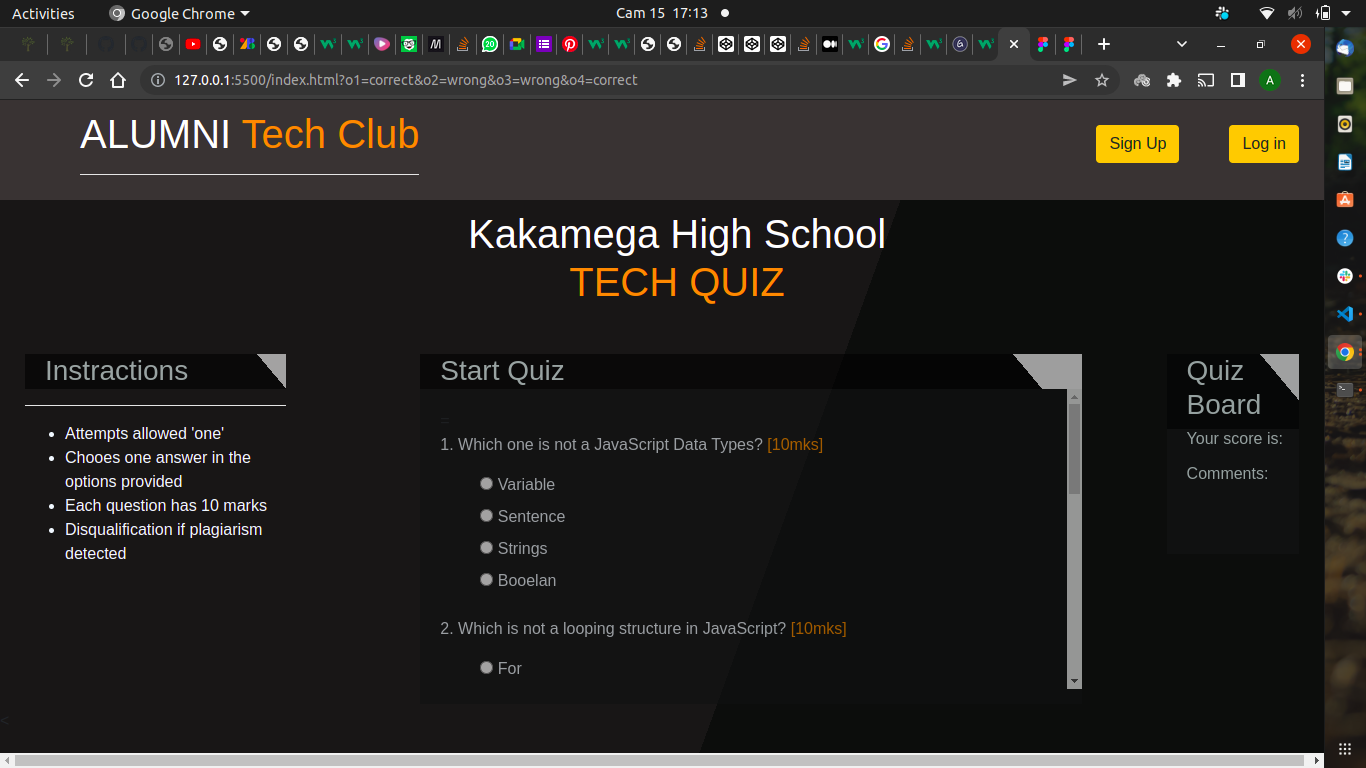 Activities
Google Chrome
Cam 15 17:13
20
127.0.0.1:5500/index.html?o1=correct&o2=wrong&o3=wrong&o4=correct
A
ALUMNI Tech Club
Sign Up
Log in
Kakamega High School
TECH QUIZ
Instractions
Attempts allowed 'one'
Chooes one answer in the
options provided
Each question has 10 marks
Disqualification if plagiarism
detected
Start Quiz
=
1. Which one is not a JavaScript Data Types? [10mks]
Variable
Sentence
Strings
Booelan
2. Which is not a looping structure in JavaScript? [10mks]
For
Quiz
Board
Your score is:
Comments:
<